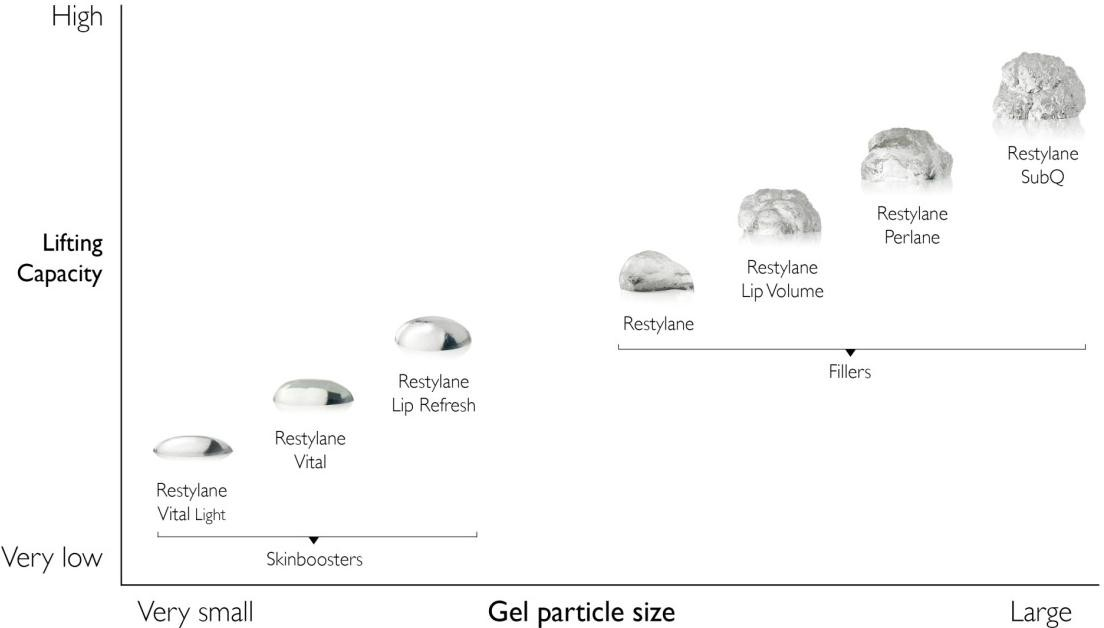 High
Lifting
Capacity
Very low
Restylane
Vital Light
Restylane
Vital
Restylane
Lip Refresh
Skinboosters
Restylane
Restylane
Lip Volume
Restylane
Perlane
Restylane
SubQ
Fillers
Very small
Gel particle size
Large